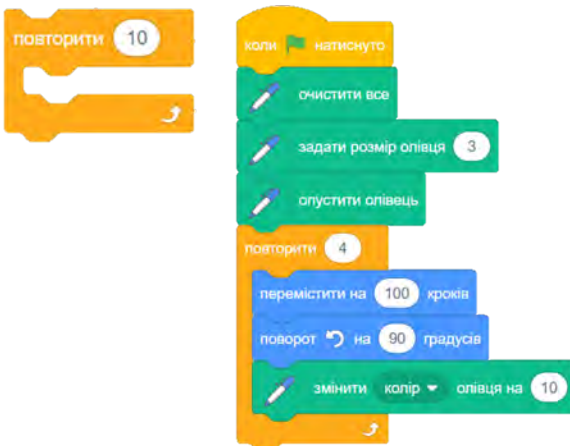 повторити 10
коли натиснуто
очистити все
задати розмір олівця 3
опустити олівець
повторити 4
перемістити на 100 кроків
поворот на 90 градусів
змінити колір олівця на 10